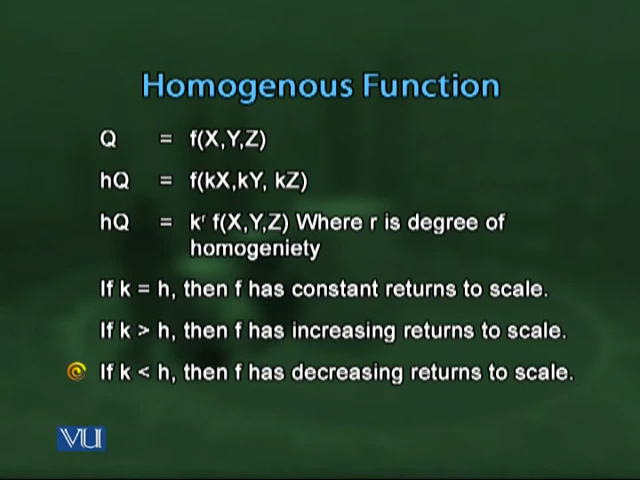 Homogenous Function
Q = f(X,Y,Z)
hQ = f(kX,kY, kZ)
hQ = kʳ f(X,Y,Z) Where r is degree of
homogeniety
If k = h, then f has constant returns to scale.
If k > h, then f has increasing returns to scale.
If k < h, then f has decreasing returns to scale.
VU